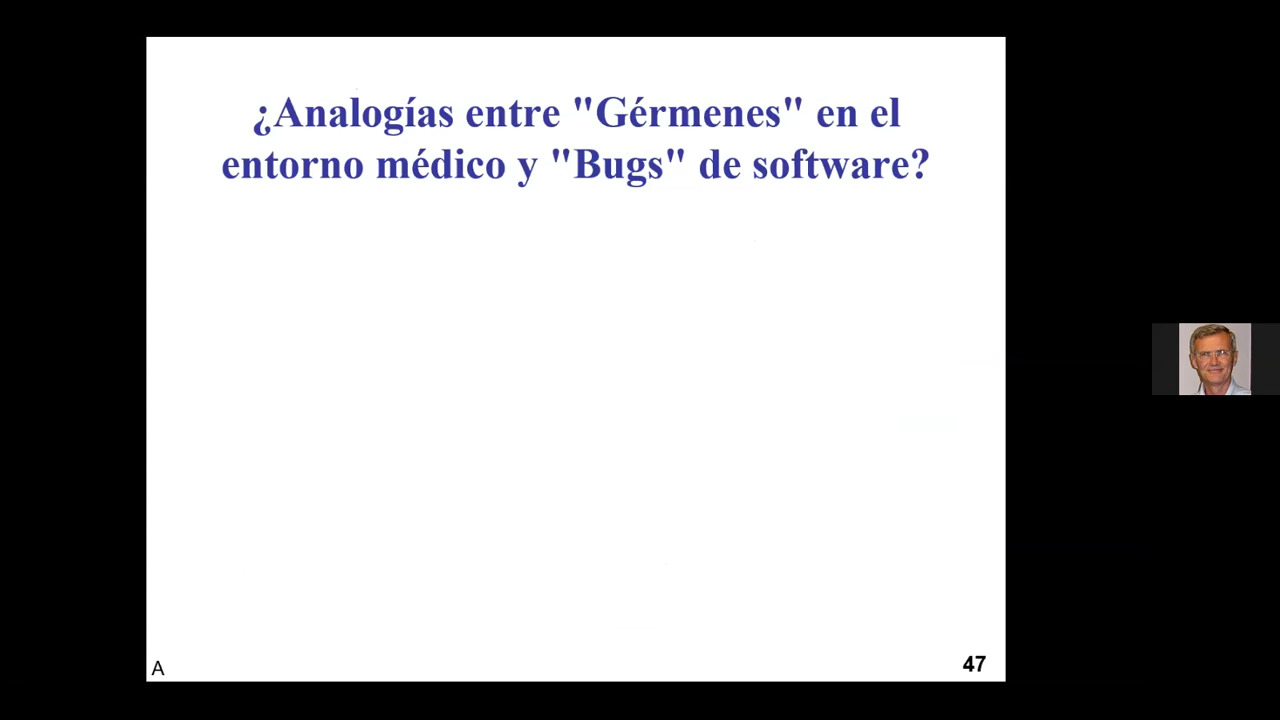 ¿Analogías entre "Gérmenes" en el
entorno médico y "Bugs" de software?
A
47